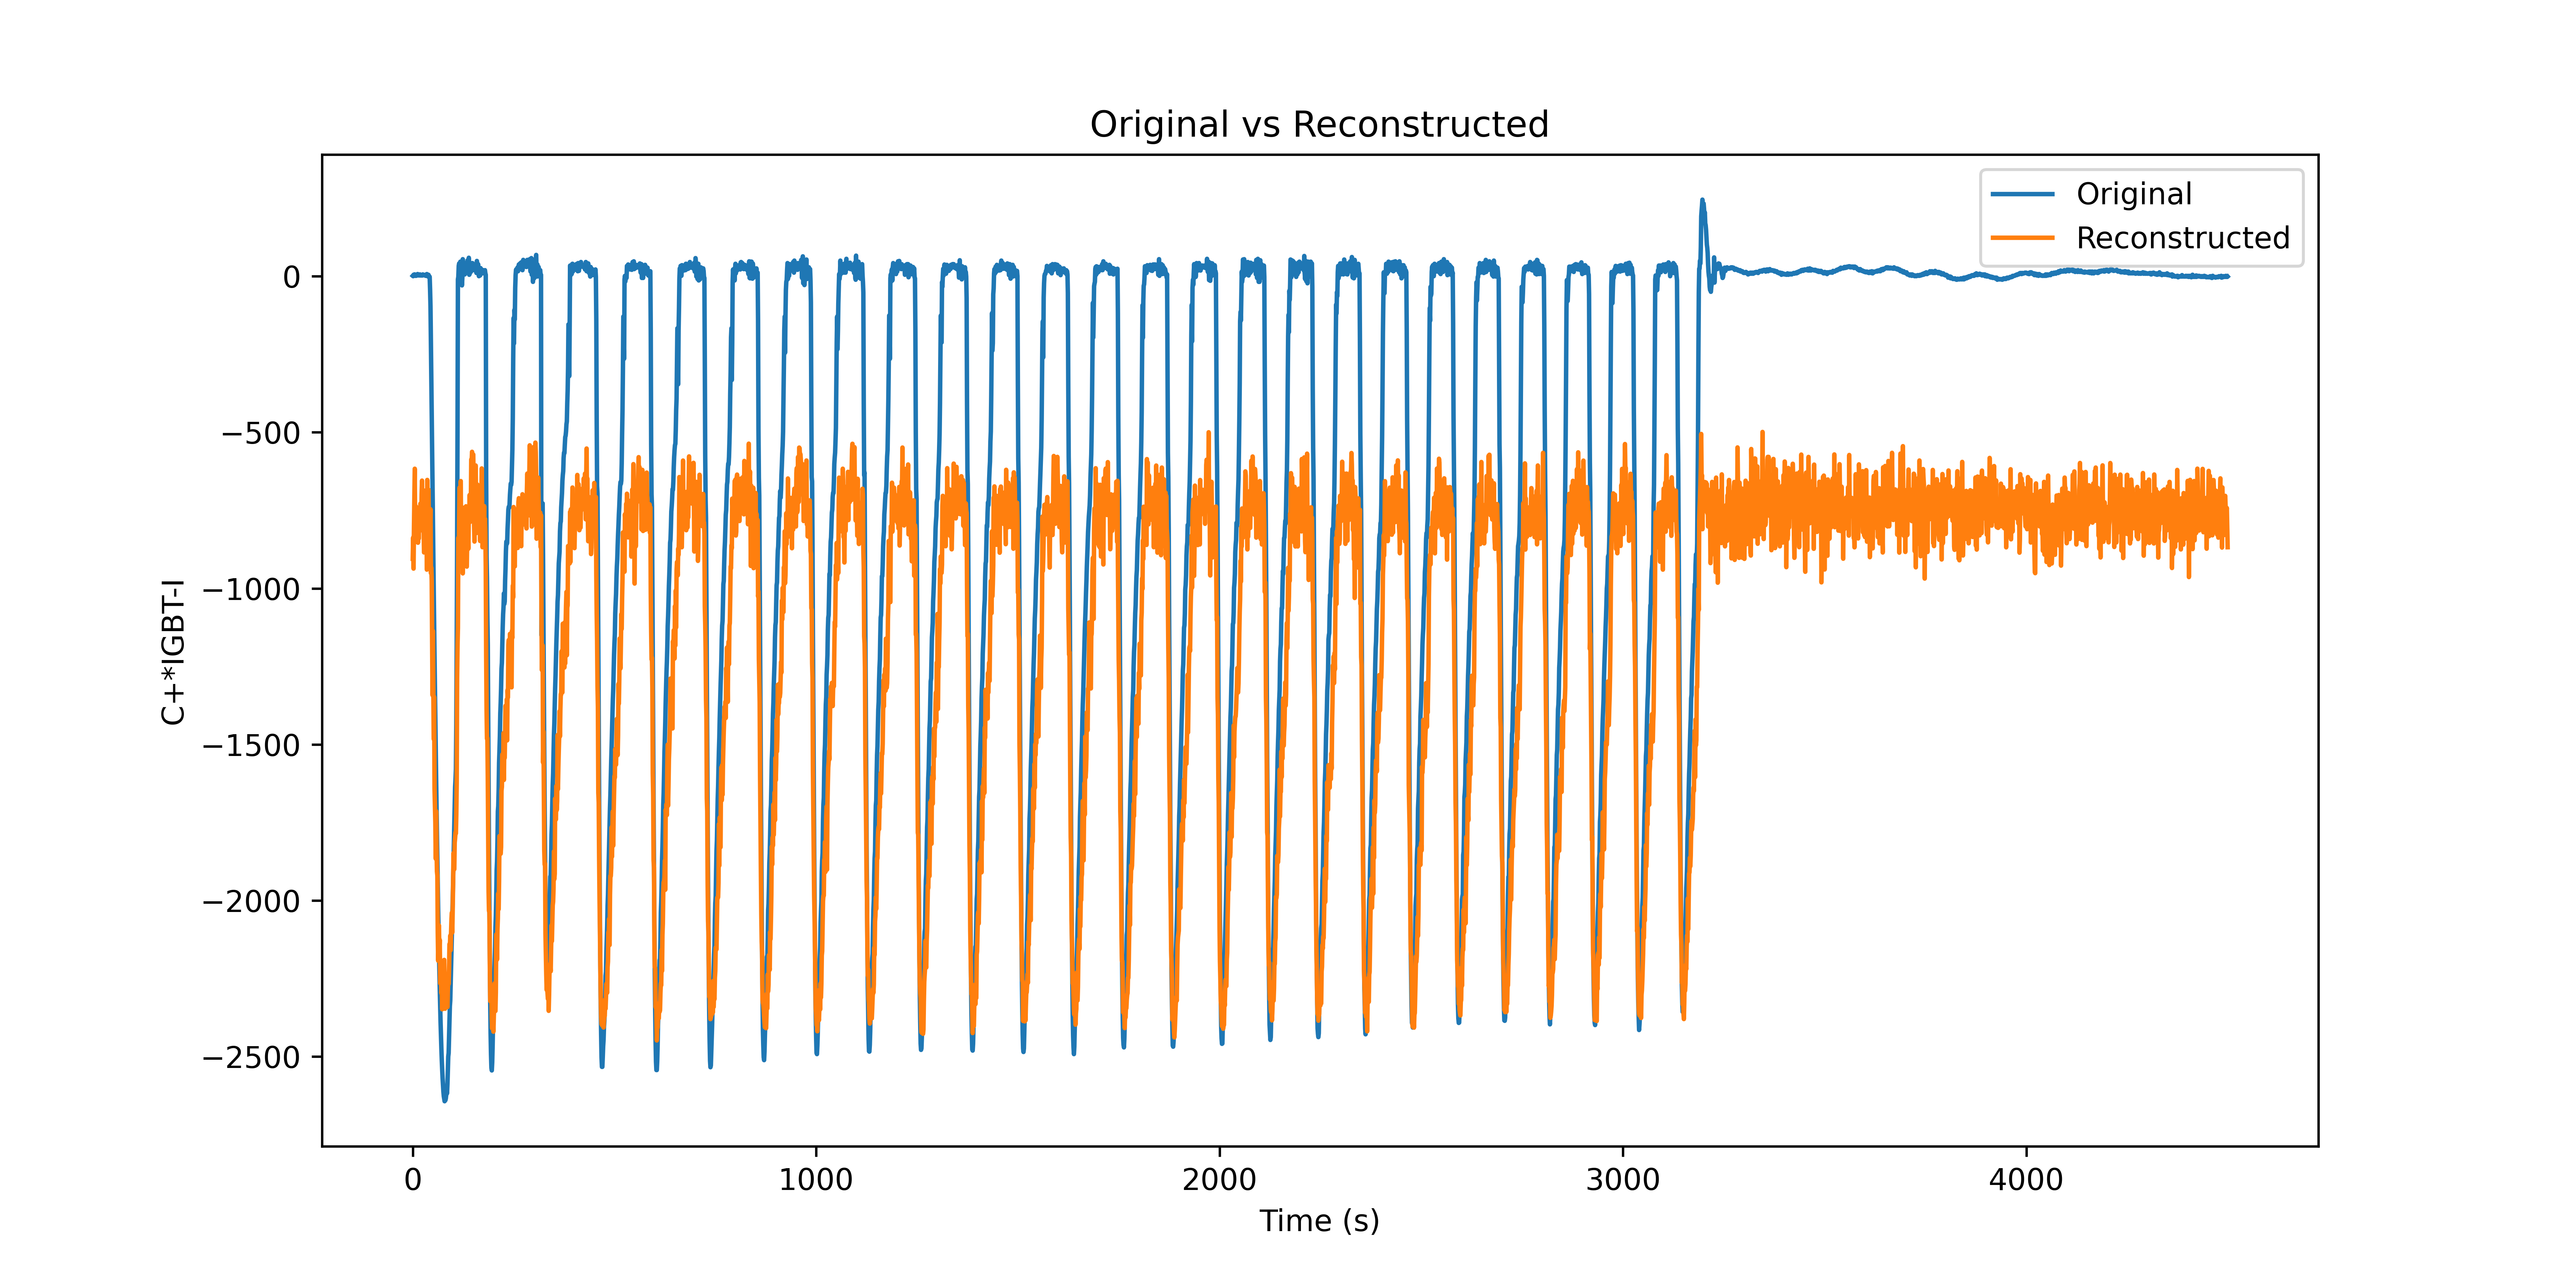 Original vs Reconstructed
Original
Reconstructed
C+*IGBT-I
0
−500
−1000
−1500
−2000
−2500
0 1000 2000 3000 4000
Time (s)